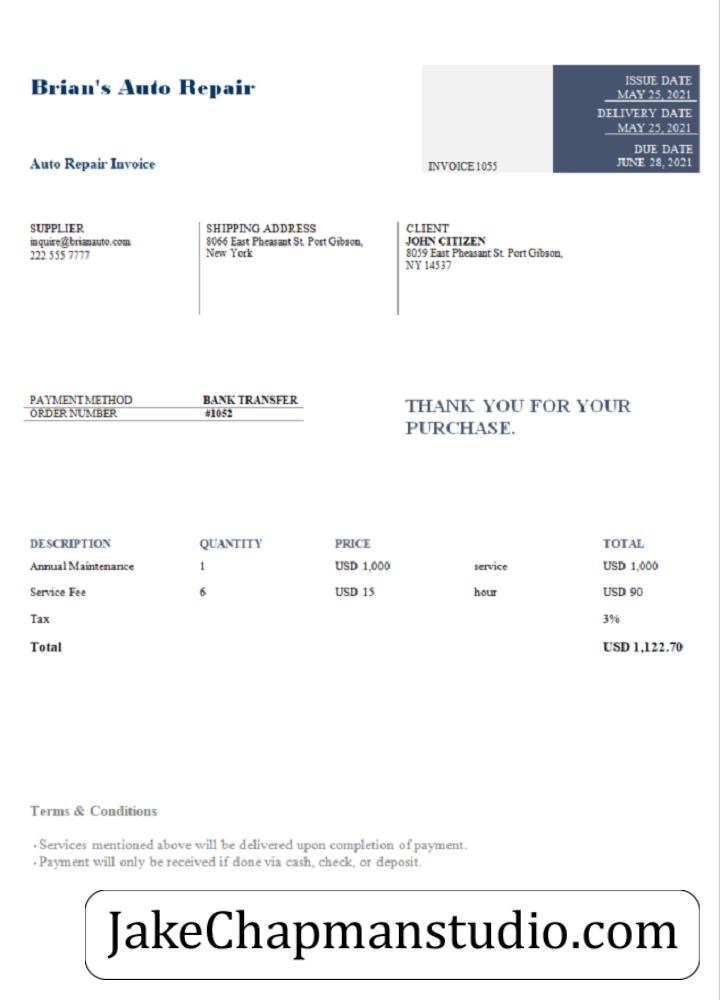 Brian's Auto Repair
Auto Repair Invoice
INVOICE1055
ISSUE DATE
MAY 25, 2021
DELIVERY DATE
MAY 25, 2021
DUE DATE
JUNE 28, 2021
SUPPLIER
inquire@brianauto.com
222 555 7777
SHIPPING ADDRESS
8066 East Pheasant St. Port Gibson,
New York
CLIENT
JOHN CITIZEN
8059 East Pheasant St. Port Gibson,
NY 14537
PAYMENT METHOD BANK TRANSFER
ORDER NUMBER #1052
THANK YOU FOR YOUR
PURCHASE.
DESCRIPTION QUANTITY PRICE TOTAL
Annual Maintenance 1 USD 1,000 service USD 1,000
Service Fee 6 USD 15 hour USD 90
Tax 3%
Total USD 1,122.70
Terms & Conditions
· Services mentioned above will be delivered upon completion of payment.
· Payment will only be received if done via cash, check, or deposit.
JakeChapmanstudio.com